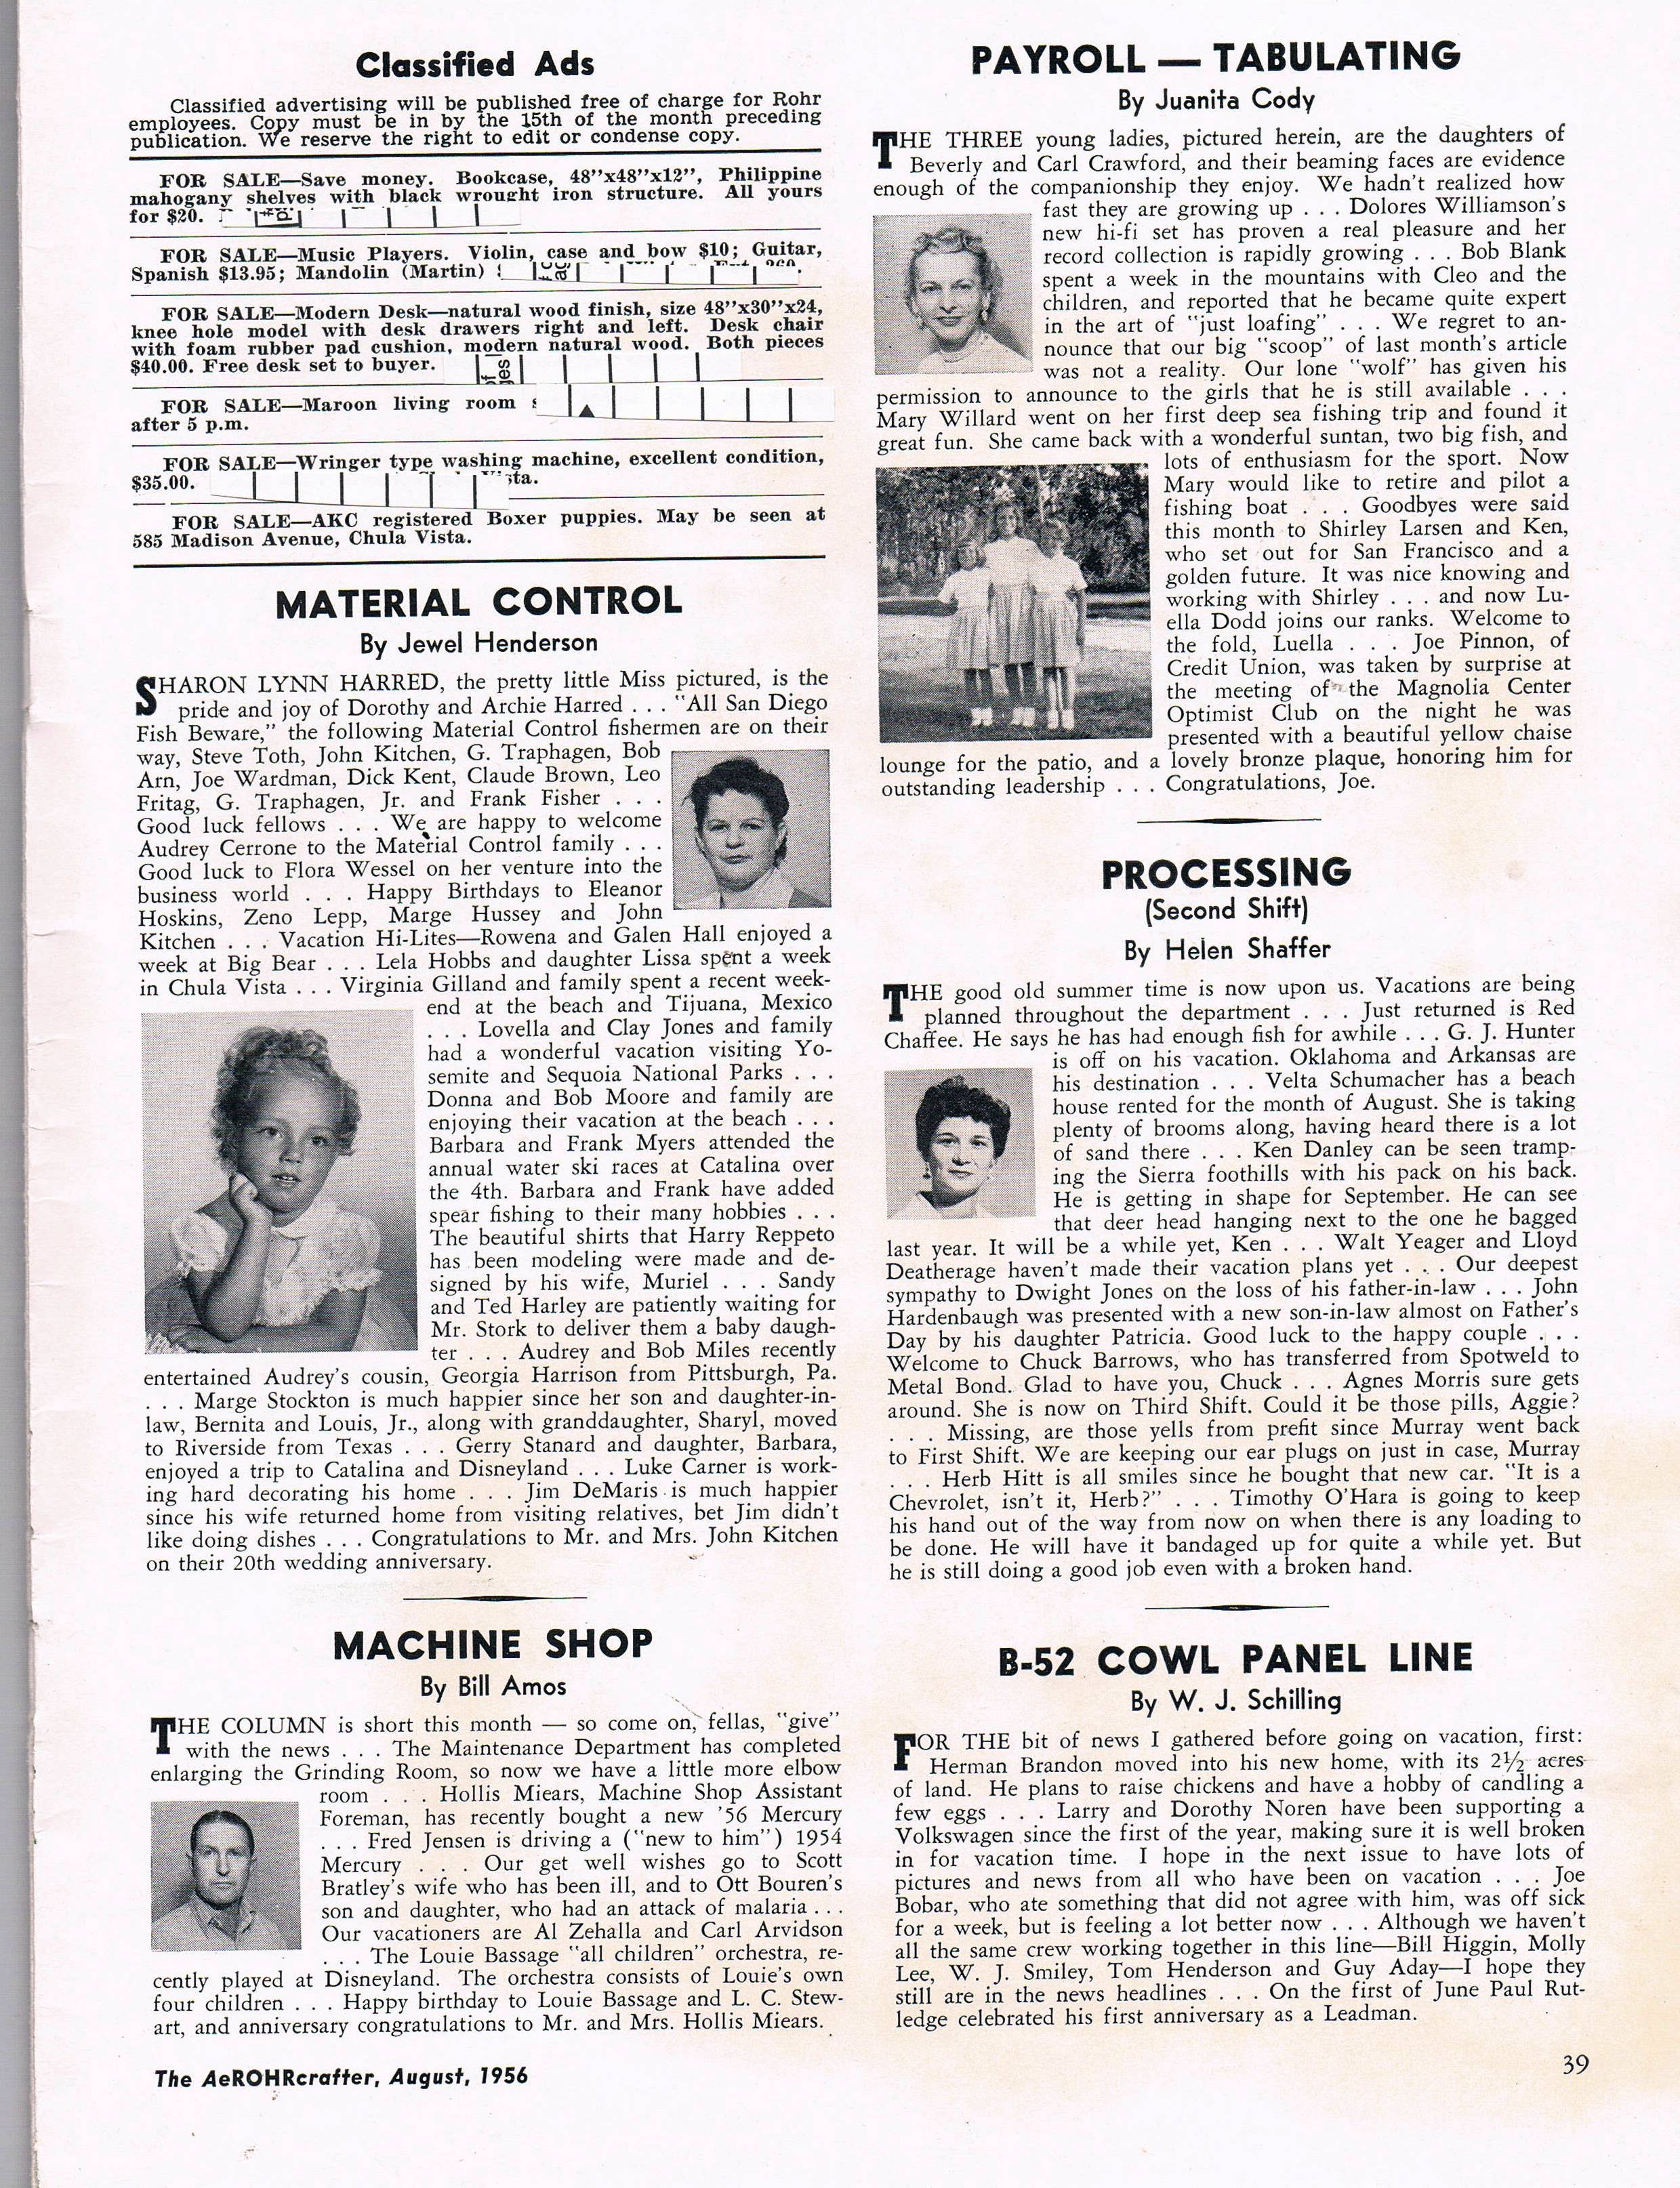 Classified Ads
Classified advertising will be published free of charge for Rohr
employees. Copy must be in by the 15th of the month preceding
publication. We reserve the right to edit or condense copy.
FOR SALE—Save money. Bookcase, 48"x48"x12", Philippine
mahogany shelves with black wrought iron structure. All yours
for $20.
FOR SALE—Music Players. Violin, case and bow $10; Guitar,
Spanish $13.95; Mandolin (Martin)
FOR SALE—Modern Desk—natural wood finish, size 48"x30"x24,
knee hole model with desk drawers right and left. Desk chair
with foam rubber pad cushion, modern natural wood. Both pieces
$40.00. Free desk set to buyer.
FOR SALE—Maroon living room
after 5 p.m.
FOR SALE—Wringer type washing machine, excellent condition,
$35.00.
FOR SALE—AKC registered Boxer puppies. May be seen at
585 Madison Avenue, Chula Vista.
MATERIAL CONTROL
By Jewel Henderson
SHARON LYNN HARRED, the pretty little Miss pictured, is the
pride and joy of Dorothy and Archie Harred . . . "All San Diego
Fish Beware," the following Material Control fishermen are on their
way, Steve Toth, John Kitchen, G. Traphagen, Bob
Arn, Joe Wardman, Dick Kent, Claude Brown, Leo
Fritag, G. Traphagen, Jr. and Frank Fisher . . .
Good luck fellows . . . We are happy to welcome
Audrey Cerrone to the Material Control family . . .
Good luck to Flora Wessel on her venture into the
business world . . . Happy Birthdays to Eleanor
Hoskins, Zeno Lepp, Marge Hussey and John
Kitchen . . . Vacation Hi-Lites—Rowena and Galen Hall enjoyed a
week at Big Bear . . . Lela Hobbs and daughter Lissa spent a week
in Chula Vista . . . Virginia Gilland and family spent a recent week-
end at the beach and Tijuana, Mexico
. . . Lovella and Clay Jones and family
had a wonderful vacation visiting Yo-
semite and Sequoia National Parks . . .
Donna and Bob Moore and family are
enjoying their vacation at the beach . . .
Barbara and Frank Myers attended the
annual water ski races at Catalina over
the 4th. Barbara and Frank have added
spear fishing to their many hobbies . . .
The beautiful shirts that Harry Reppeto
has been modeling were made and de-
signed by his wife, Muriel . . . Sandy
and Ted Harley are patiently waiting for
Mr. Stork to deliver them a baby daugh-
ter . . . Audrey and Bob Miles recently
entertained Audrey's cousin, Georgia Harrison from Pittsburgh, Pa.
. . . Marge Stockton is much happier since her son and daughter-in-
law, Bernita and Louis, Jr., along with granddaughter, Sharyl, moved
to Riverside from Texas . . . Gerry Stanard and daughter, Barbara,
enjoyed a trip to Catalina and Disneyland . . . Luke Carner is work-
ing hard decorating his home . . . Jim DeMaris is much happier
since his wife returned home from visiting relatives, bet Jim didn't
like doing dishes . . . Congratulations to Mr. and Mrs. John Kitchen
on their 20th wedding anniversary.
MACHINE SHOP
By Bill Amos
THE COLUMN is short this month — so come on, fellas, "give"
with the news . . . The Maintenance Department has completed
enlarging the Grinding Room, so now we have a little more elbow
room . . . Hollis Miears, Machine Shop Assistant
Foreman, has recently bought a new '56 Mercury
. . . Fred Jensen is driving a ("new to him") 1954
Mercury . . . Our get well wishes go to Scott
Bratley's wife who has been ill, and to Ott Bouren's
son and daughter, who had an attack of malaria . . .
Our vacationers are Al Zehalla and Carl Arvidson
. . . The Louie Bassage "all children" orchestra, re-
cently played at Disneyland. The orchestra consists of Louie's own
four children . . . Happy birthday to Louie Bassage and L. C. Stew-
art, and anniversary congratulations to Mr. and Mrs. Hollis Miears.
The AeROHRcrafter, August, 1956
PAYROLL — TABULATING
By Juanita Cody
THE THREE young ladies, pictured herein, are the daughters of
Beverly and Carl Crawford, and their beaming faces are evidence
enough of the companionship they enjoy. We hadn't realized how
fast they are growing up . . . Dolores Williamson's
new hi-fi set has proven a real pleasure and her
record collection is rapidly growing . . . Bob Blank
spent a week in the mountains with Cleo and the
children, and reported that he became quite expert
in the art of "just loafing" . . . We regret to an-
nounce that our big "scoop" of last month's article
was not a reality. Our lone "wolf" has given his
permission to announce to the girls that he is still available . . .
Mary Willard went on her first deep sea fishing trip and found it
great fun. She came back with a wonderful suntan, two big fish, and
lots of enthusiasm for the sport. Now
Mary would like to retire and pilot a
fishing boat . . . Goodbyes were said
this month to Shirley Larsen and Ken,
who set out for San Francisco and a
golden future. It was nice knowing and
working with Shirley . . . and now Lu-
ella Dodd joins our ranks. Welcome to
the fold, Luella . . . Joe Pinnon, of
Credit Union, was taken by surprise at
the meeting of the Magnolia Center
Optimist Club on the night he was
presented with a beautiful yellow chaise
lounge for the patio, and a lovely bronze plaque, honoring him for
outstanding leadership . . . Congratulations, Joe.
PROCESSING
(Second Shift)
By Helen Shaffer
THE good old summer time is now upon us. Vacations are being
planned throughout the department . . . Just returned is Red
Chaffee. He says he has had enough fish for awhile . . . G. J. Hunter
is off on his vacation. Oklahoma and Arkansas are
his destination . . . Velta Schumacher has a beach
house rented for the month of August. She is taking
plenty of brooms along, having heard there is a lot
of sand there . . . Ken Danley can be seen tramp-
ing the Sierra foothills with his pack on his back.
He is getting in shape for September. He can see
that deer head hanging next to the one he bagged
last year. It will be a while yet, Ken . . . Walt Yeager and Lloyd
Deatherage haven't made their vacation plans yet . . . Our deepest
sympathy to Dwight Jones on the loss of his father-in-law . . . John
Hardenbaugh was presented with a new son-in-law almost on Father's
Day by his daughter Patricia. Good luck to the happy couple . . .
Welcome to Chuck Barrows, who has transferred from Spotweld to
Metal Bond. Glad to have you, Chuck . . . Agnes Morris sure gets
around. She is now on Third Shift. Could it be those pills, Aggie?
. . . Missing, are those yells from prefit since Murray went back
to First Shift. We are keeping our ear plugs on just in case, Murray
. . . Herb Hitt is all smiles since he bought that new car. "It is a
Chevrolet, isn't it, Herb?" . . . Timothy O'Hara is going to keep
his hand out of the way from now on when there is any loading to
be done. He will have it bandaged up for quite a while yet. But
he is still doing a good job even with a broken hand.
B-52 COWL PANEL LINE
By W. J. Schilling
FOR THE bit of news I gathered before going on vacation, first:
Herman Brandon moved into his new home, with its 2½ acres
of land. He plans to raise chickens and have a hobby of candling a
few eggs . . . Larry and Dorothy Noren have been supporting a
Volkswagen since the first of the year, making sure it is well broken
in for vacation time. I hope in the next issue to have lots of
pictures and news from all who have been on vacation . . . Joe
Bobar, who ate something that did not agree with him, was off sick
for a week, but is feeling a lot better now . . . Although we haven't
all the same crew working together in this line—Bill Higgin, Molly
Lee, W. J. Smiley, Tom Henderson and Guy Aday—I hope they
still are in the news headlines . . . On the first of June Paul Rut-
ledge celebrated his first anniversary as a Leadman.
39